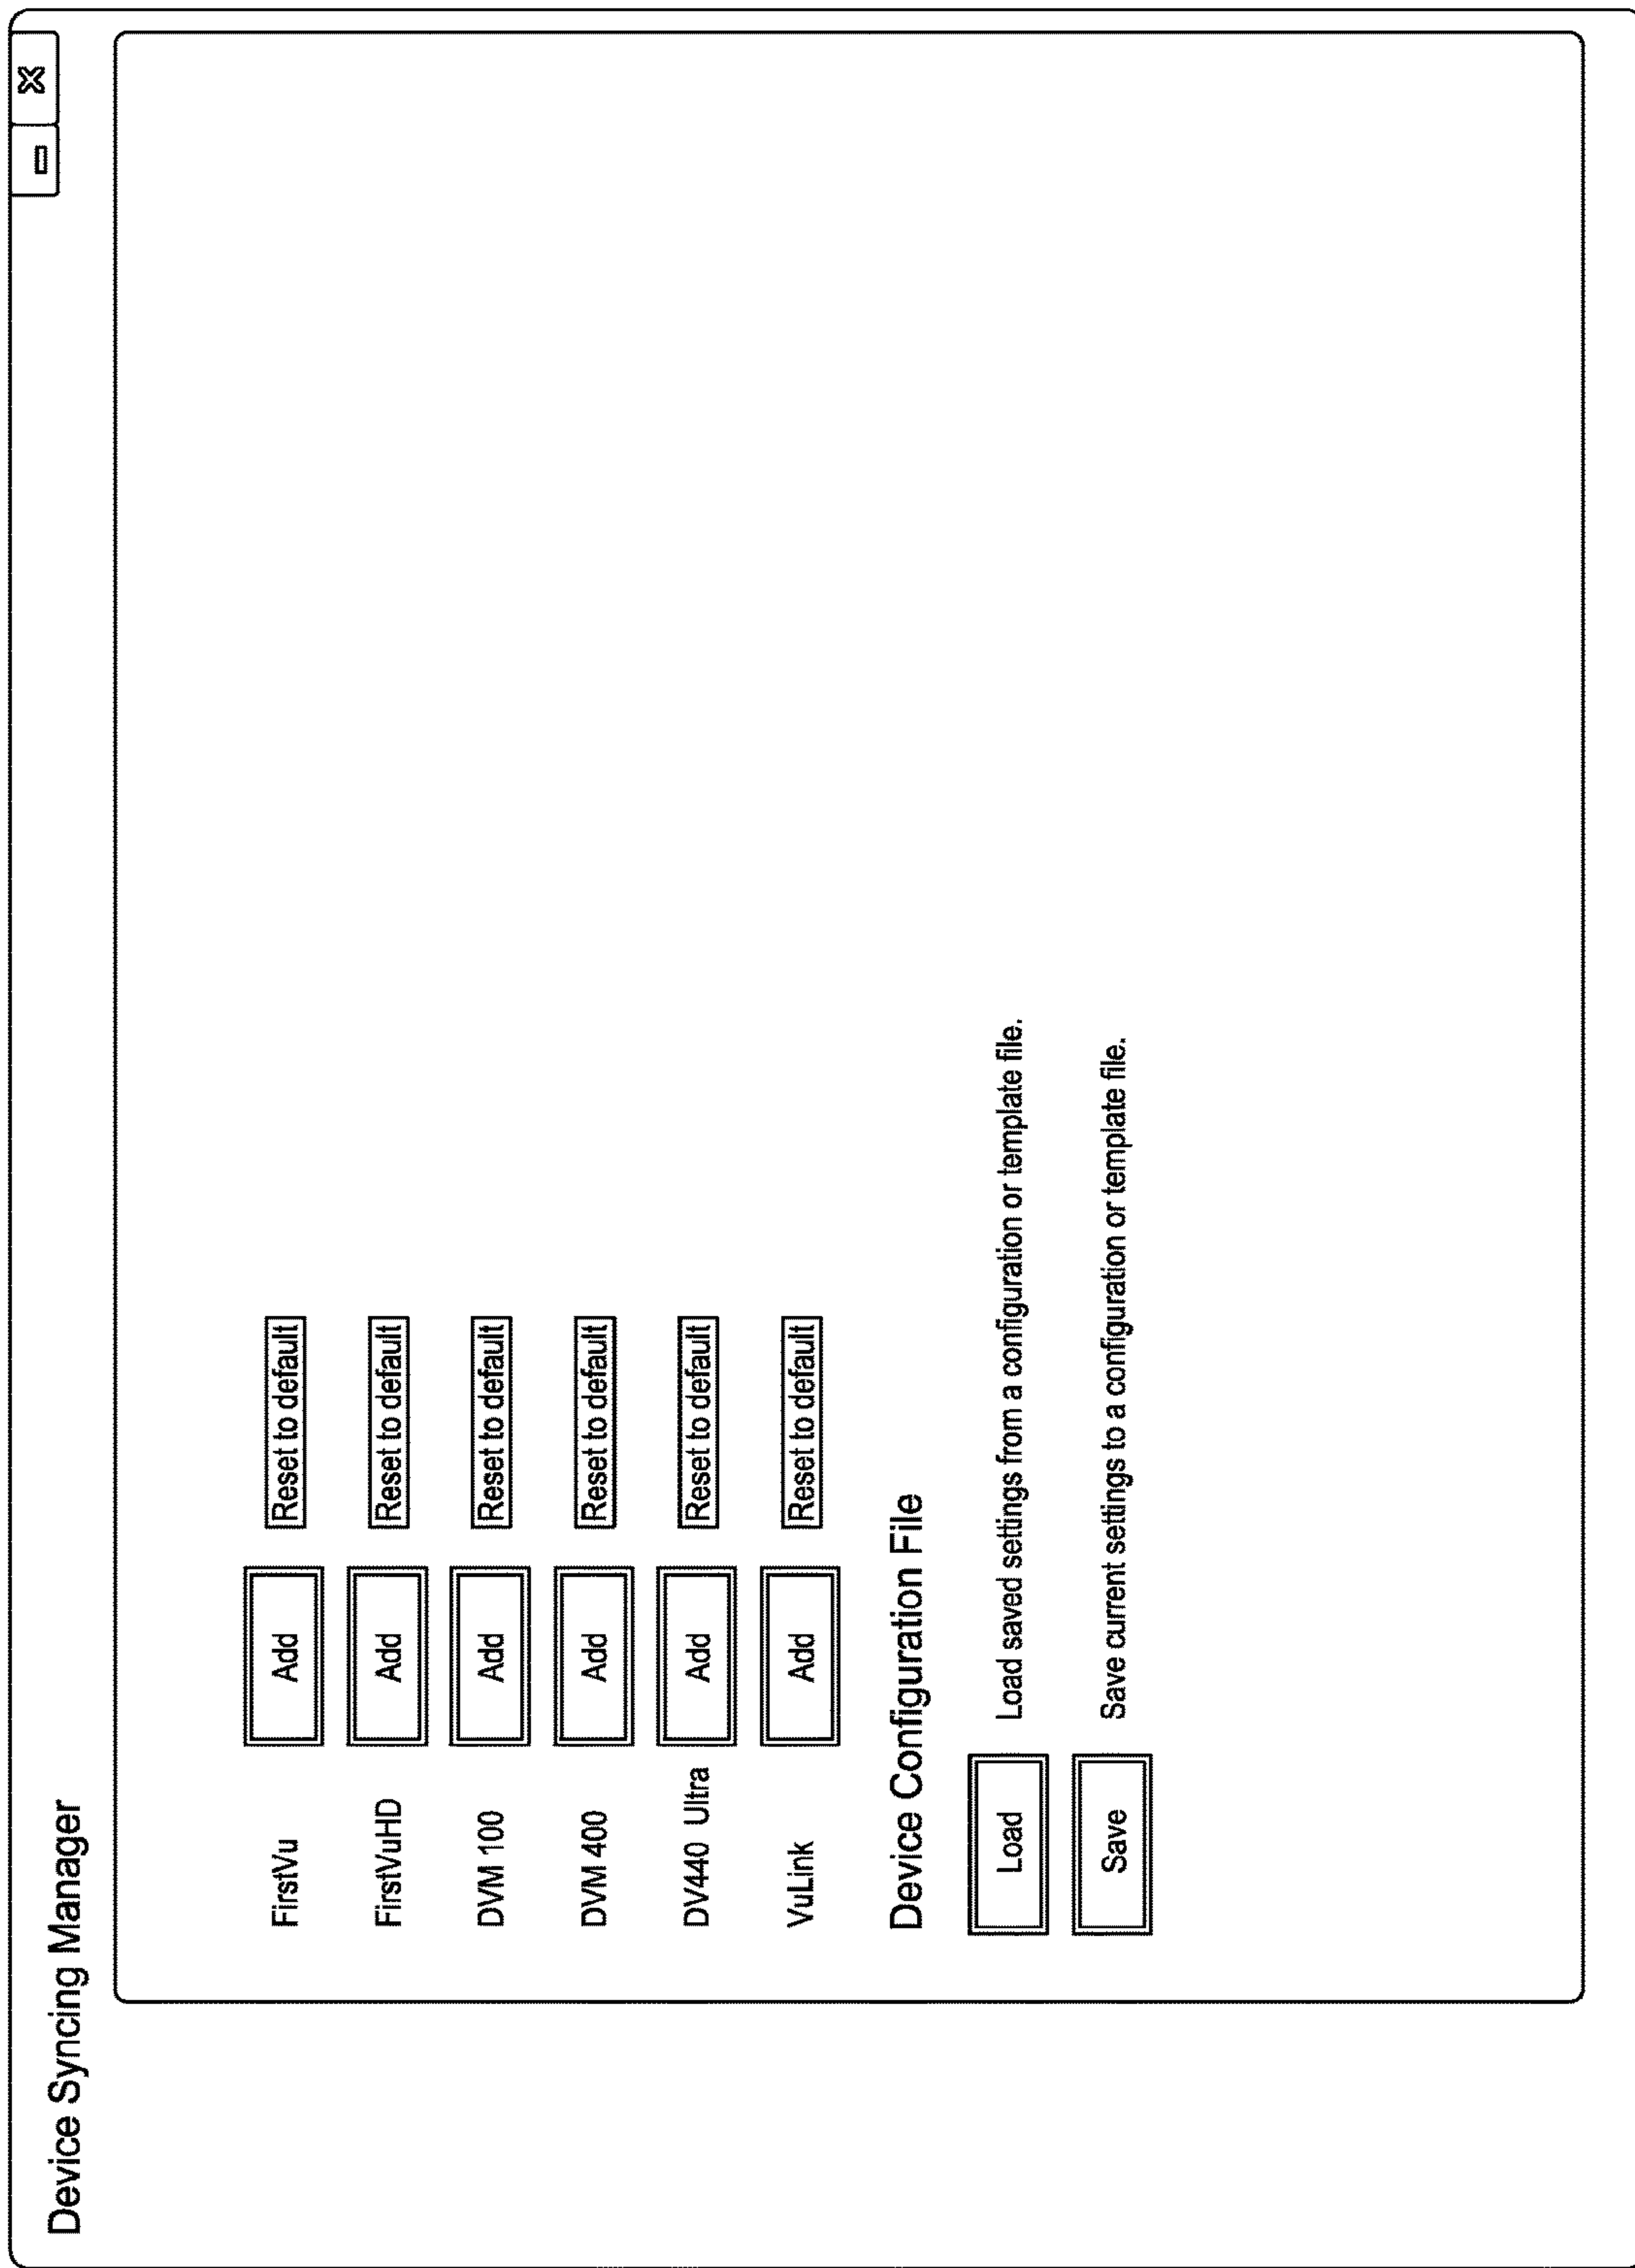 Device Syncing Manager
FirstVu Add Reset to default
FirstVuHD Add Reset to default
DVM 100 Add Reset to default
DVM 400 Add Reset to default
DV440 Ultra Add Reset to default
VuLink Add Reset to default
Device Configuration File
Load Load saved settings from a configuration or template file.
Save Save current settings to a configuration or template file.